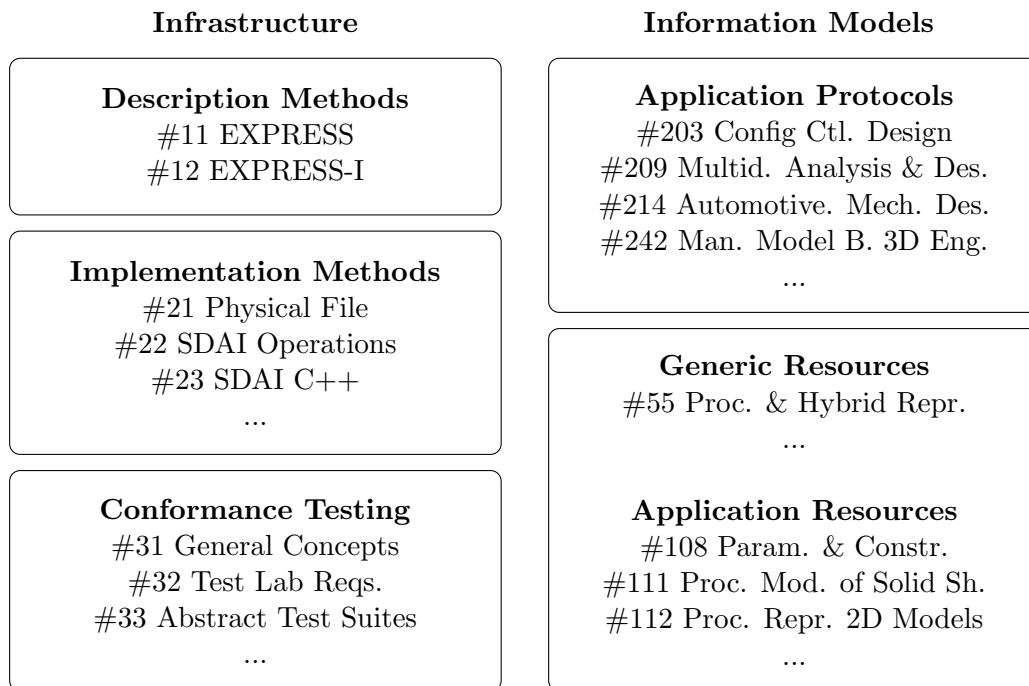 Infrastructure
Description Methods
#11 EXPRESS
#12 EXPRESS-I
Implementation Methods
#21 Physical File
#22 SDAI Operations
#23 SDAI C++
...
Conformance Testing
#31 General Concepts
#32 Test Lab Reqs.
#33 Abstract Test Suites
...
Information Models
Application Protocols
#203 Config Ctl. Design
#209 Multid. Analysis & Des.
#214 Automotive. Mech. Des.
#242 Man. Model B. 3D Eng.
...
Generic Resources
#55 Proc. & Hybrid Repr.
...
Application Resources
#108 Param. & Constr.
#111 Proc. Mod. of Solid Sh.
#112 Proc. Repr. 2D Models
...